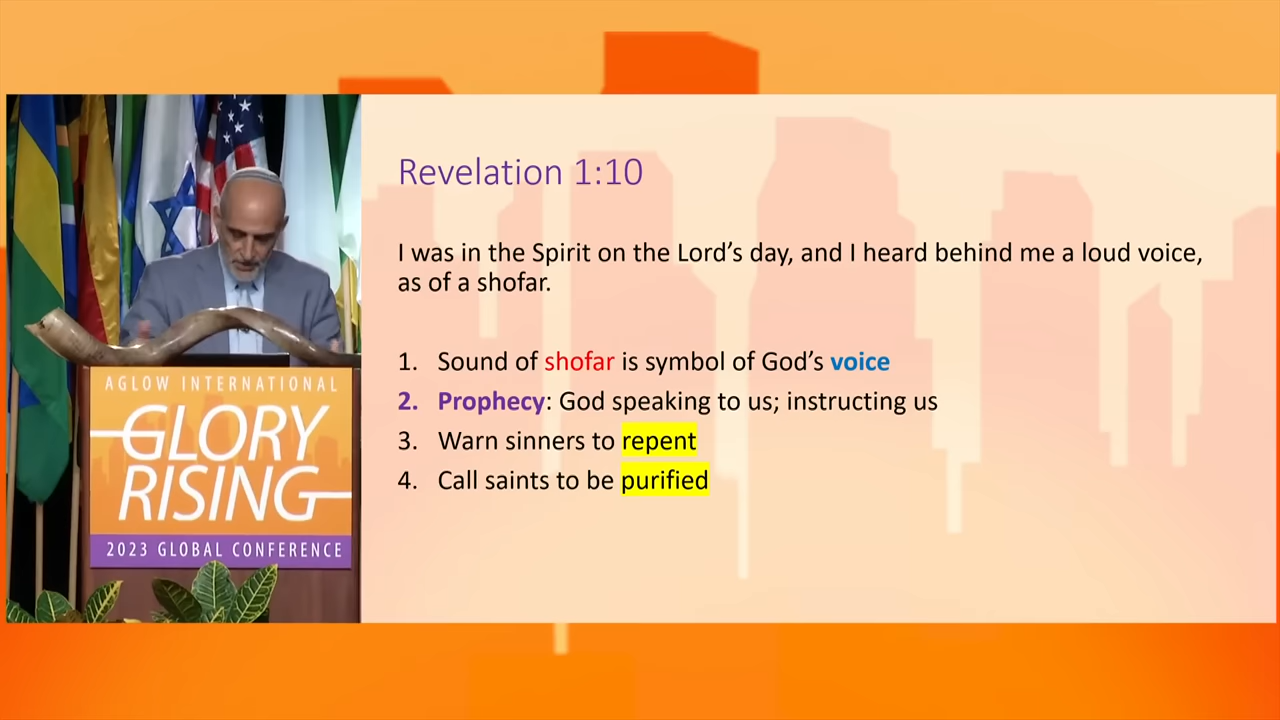 Revelation 1:10
I was in the Spirit on the Lord’s day, and I heard behind me a loud voice,
as of a shofar.
1. Sound of shofar is symbol of God’s voice
2. Prophecy: God speaking to us; instructing us
3. Warn sinners to repent
4. Call saints to be purified
AGLOW INTERNATIONAL
GLORY
RISING
2023 GLOBAL CONFERENCE